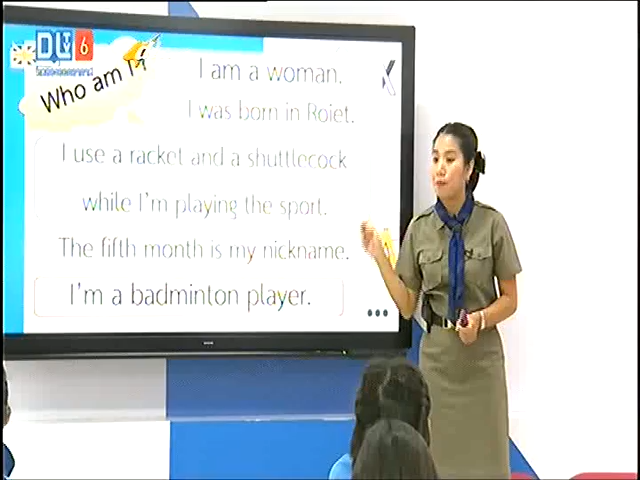 DLTV 6
Who am I?
I am a woman.
I was born in Roiet.
I use a racket and a shuttlecock
while I'm playing the sport.
The fifth month is my nickname.
I'm a badminton player.